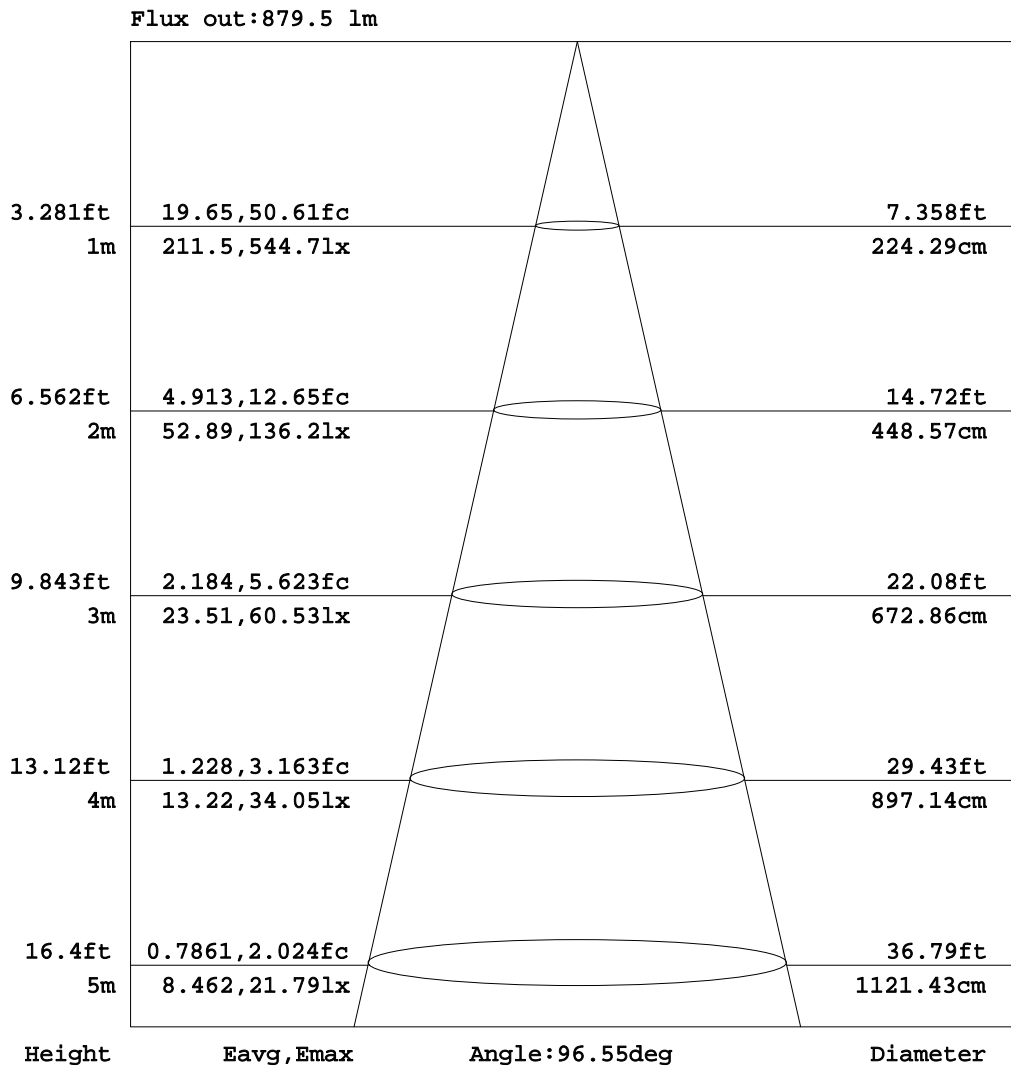 Flux out:879.5 lm
3.281ft 19.65,50.61fc 7.358ft
1m 211.5,544.7lx 224.29cm
6.562ft 4.913,12.65fc 14.72ft
2m 52.89,136.2lx 448.57cm
9.843ft 2.184,5.623fc 22.08ft
3m 23.51,60.53lx 672.86cm
13.12ft 1.228,3.163fc 29.43ft
4m 13.22,34.05lx 897.14cm
16.4ft 0.7861,2.024fc 36.79ft
5m 8.462,21.79lx 1121.43cm
Height Eavg,Emax Angle:96.55deg Diameter